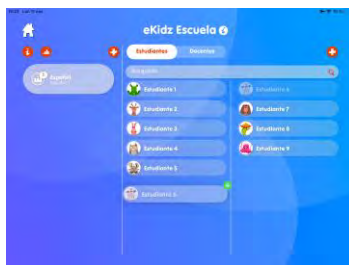 eKidz Escuela
Estudiantes
Docentes
Español
Estudiante 1
Estudiante 2
Estudiante 3
Estudiante 4
Estudiante 5
Estudiante 6
Estudiante 6
Estudiante 7
Estudiante 8
Estudiante 9